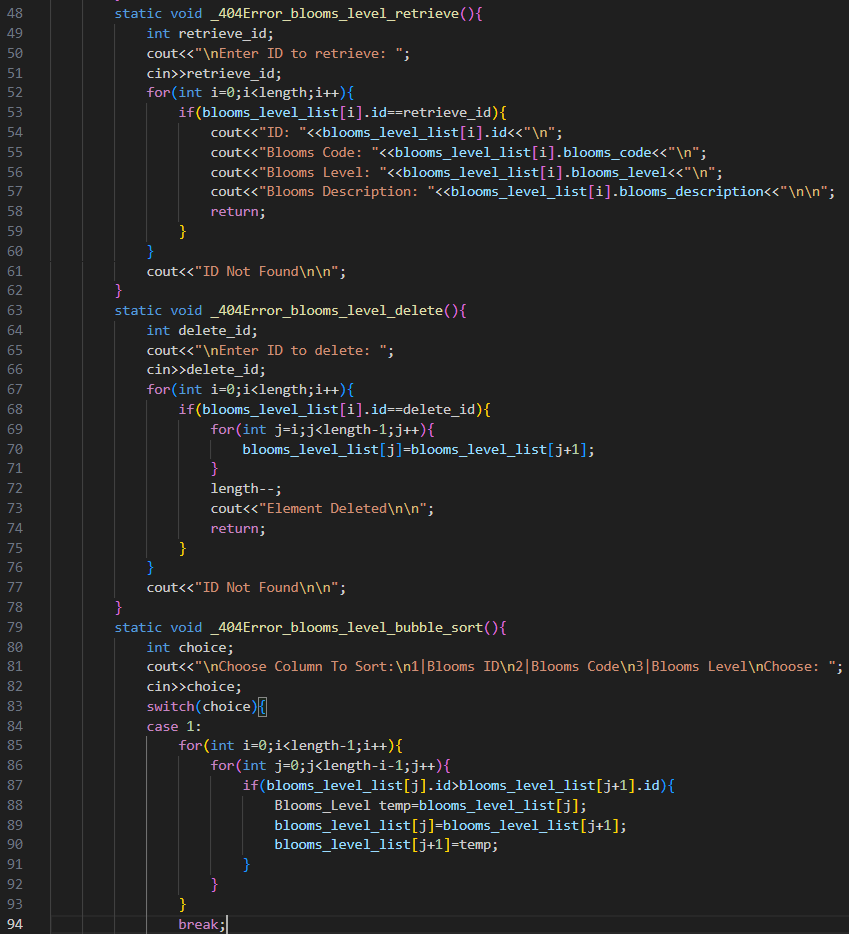 48 static void _404Error_blooms_level_retrieve(){
49 int retrieve_id;
50 cout<<"\nEnter ID to retrieve: ";
51 cin>>retrieve_id;
52 for(int i=0;i<length;i++){
53 if(blooms_level_list[i].id==retrieve_id){
54 cout<<"ID: "<<blooms_level_list[i].id<<"\n";
55 cout<<"Blooms Code: "<<blooms_level_list[i].blooms_code<<"\n";
56 cout<<"Blooms Level: "<<blooms_level_list[i].blooms_level<<"\n";
57 cout<<"Blooms Description: "<<blooms_level_list[i].blooms_description<<"\n\n";
58 return;
59 }
60 }
61 cout<<"ID Not Found\n\n";
62 }
63 static void _404Error_blooms_level_delete(){
64 int delete_id;
65 cout<<"\nEnter ID to delete: ";
66 cin>>delete_id;
67 for(int i=0;i<length;i++){
68 if(blooms_level_list[i].id==delete_id){
69 for(int j=i;j<length-1;j++){
70 blooms_level_list[j]=blooms_level_list[j+1];
71 }
72 length--;
73 cout<<"Element Deleted\n\n";
74 return;
75 }
76 }
77 cout<<"ID Not Found\n\n";
78 }
79 static void _404Error_blooms_level_bubble_sort(){
80 int choice;
81 cout<<"\nChoose Column To Sort:\n1|Blooms ID\n2|Blooms Code\n3|Blooms Level\nChoose: ";
82 cin>>choice;
83 switch(choice){
84 case 1:
85 for(int i=0;i<length-1;i++){
86 for(int j=0;j<length-i-1;j++){
87 if(blooms_level_list[j].id>blooms_level_list[j+1].id){
88 Blooms_Level temp=blooms_level_list[j];
89 blooms_level_list[j]=blooms_level_list[j+1];
90 blooms_level_list[j+1]=temp;
91 }
92 }
93 }
94 break;